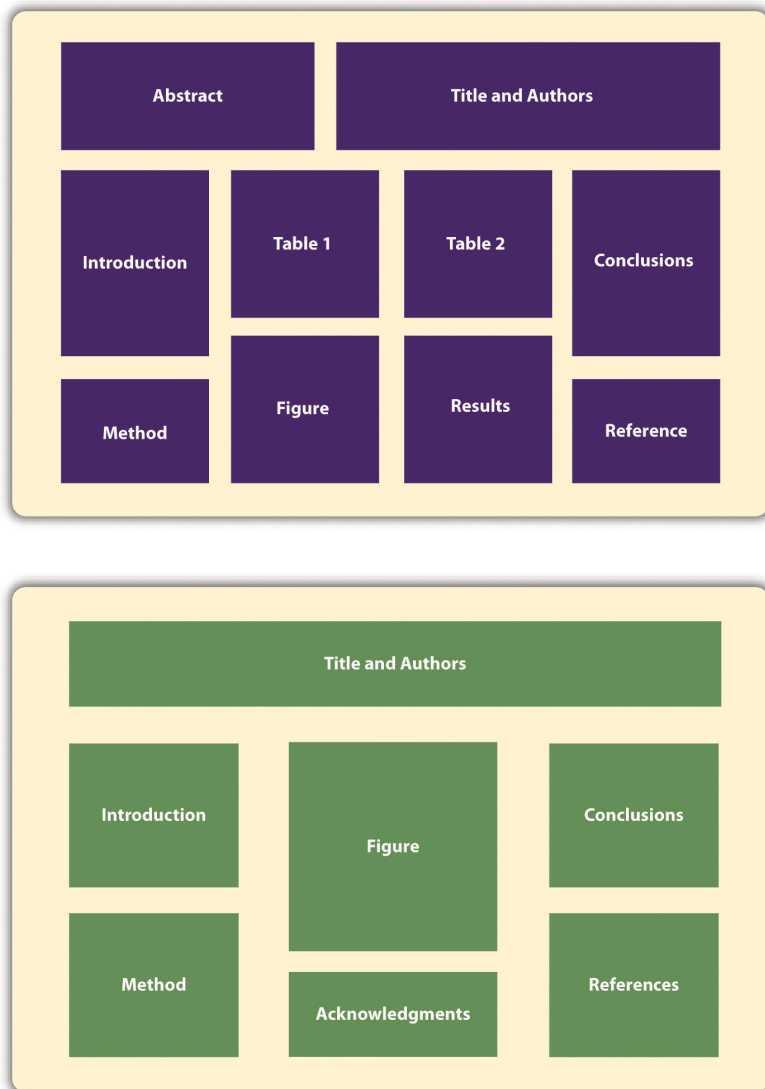 Abstract
Title and Authors
Introduction
Table 1
Table 2
Conclusions
Method
Figure
Results
Reference
Title and Authors
Introduction
Figure
Conclusions
Method
Acknowledgments
References